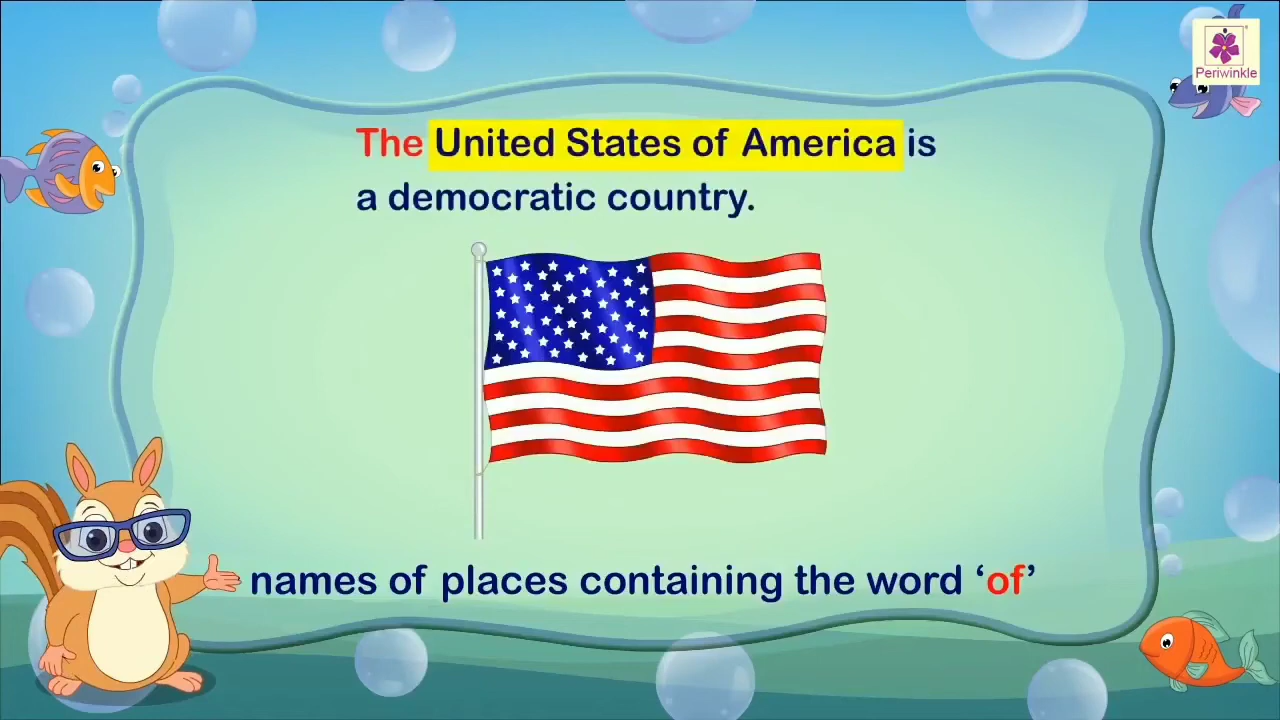 Periwinkle
The United States of America is
a democratic country.
names of places containing the word ‘of’